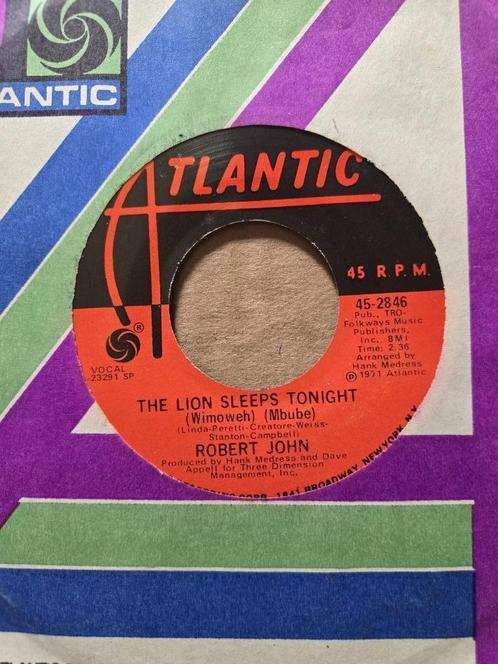 ANTIC
ATLANTIC
45 R.P.M.
45-2846
Pub., TRO-
Folkways Music
Publishers,
Inc., BMI
Time: 2:36
Arranged by
Hank Medress
Ⓟ 1971 Atlantic
®
VOCAL
-23291 SP
THE LION SLEEPS TONIGHT
(Wimoweh) (Mbube)
(Linda-Peretti-Creatore-Weiss-
Stanton-Campbell)
ROBERT JOHN
Produced by Hank Medress and Dave
Appell for Three Dimension
Management, Inc.
CORP., 1841 BROADWAY, NEW YORK, N.Y.